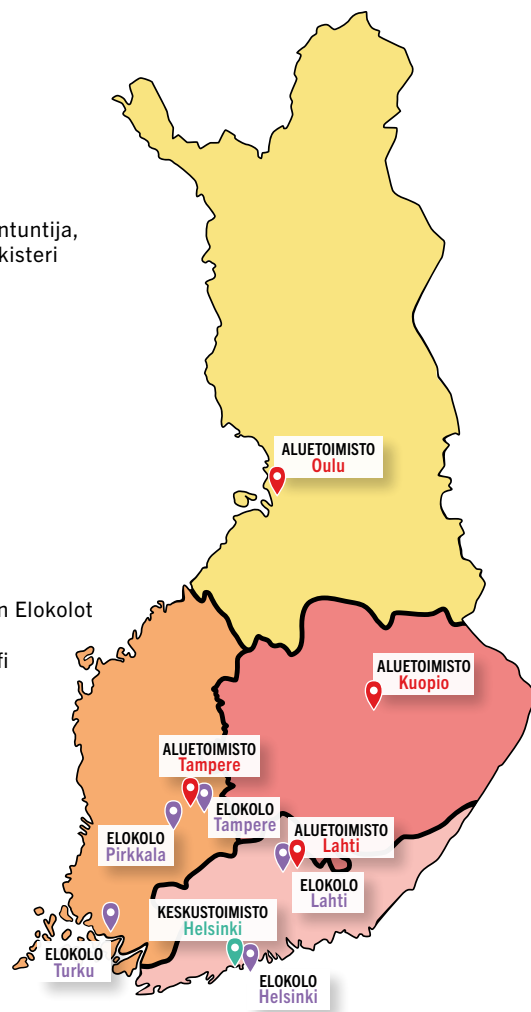 ntuntija,
kisteri
ALUETOIMISTO
Oulu
n Elokolot
fi
ALUETOIMISTO
Kuopio
ALUETOIMISTO
Tampere
ELOKOLO
Tampere
ELOKOLO
Pirkkala
ALUETOIMISTO
Lahti
ELOKOLO
Lahti
KESKUSTOIMISTO
Helsinki
ELOKOLO
Turku
ELOKOLO
Helsinki